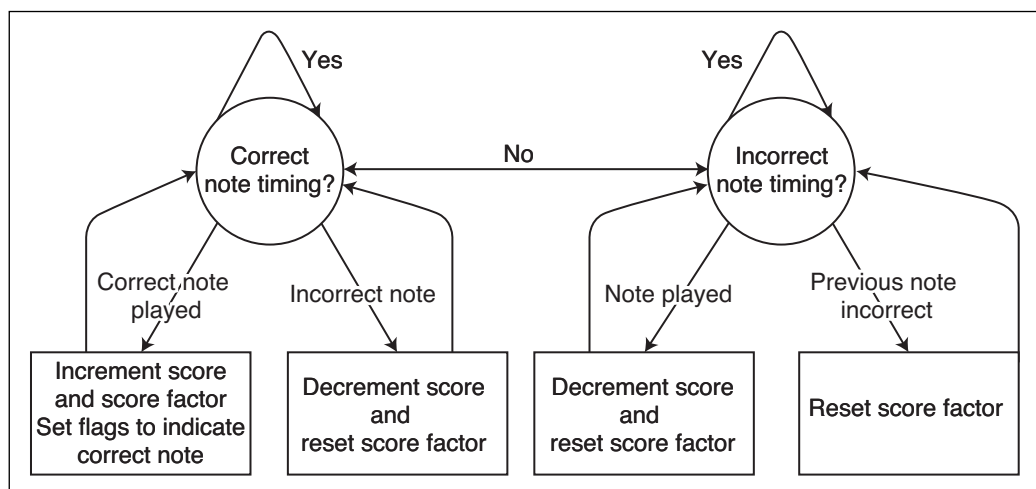 Yes
Yes
Correct
note timing?
No
Incorrect
note timing?
Correct note
played
Incorrect note
Note played
Previous note
incorrect
Increment score
and score factor
Set flags to indicate
correct note
Decrement score
and
reset score factor
Decrement score
and
reset score factor
Reset score factor